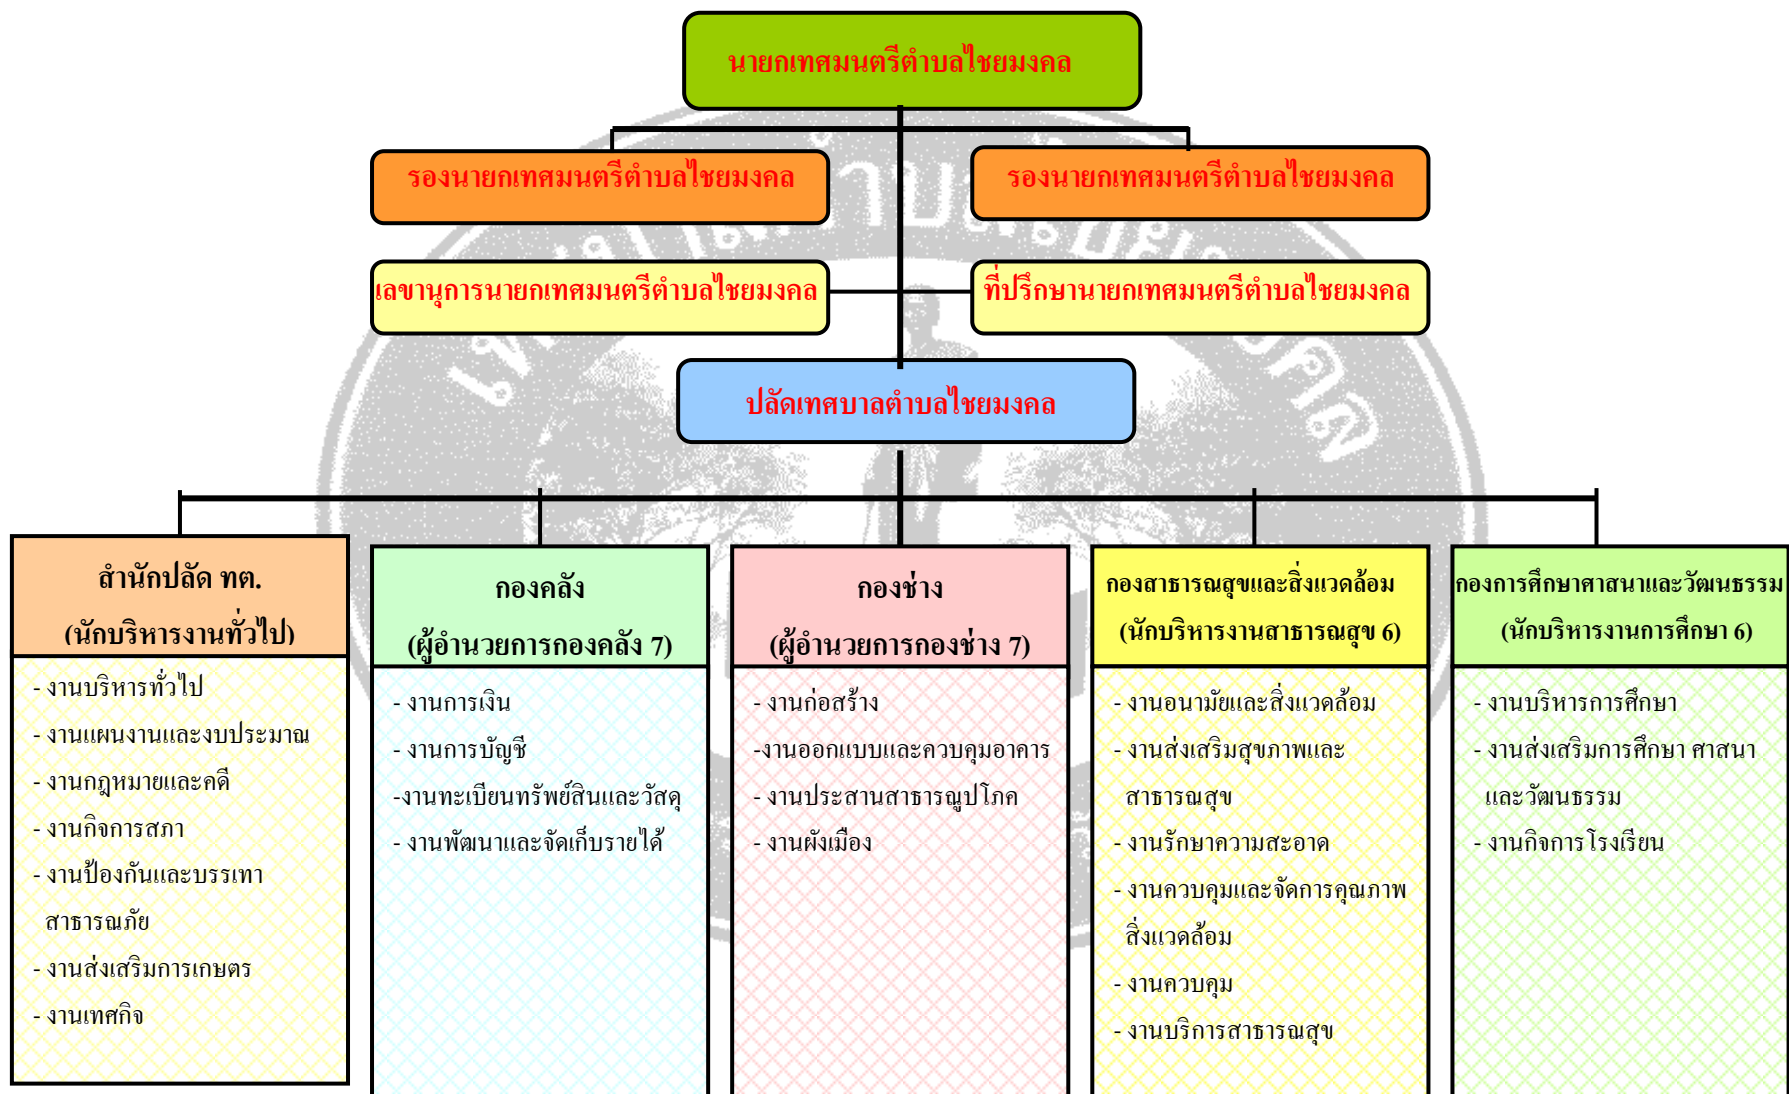 นายกเทศมนตรีตำบลไชยมงคล
รองนายกเทศมนตรีตำบลไชยมงคล
รองนายกเทศมนตรีตำบลไชยมงคล
เลขานุการนายกเทศมนตรีตำบลไชยมงคล
ที่ปรึกษานายกเทศมนตรีตำบลไชยมงคล
ปลัดเทศบาลตำบลไชยมงคล
สำนักปลัด ทต.
(นักบริหารงานทั่วไป)
- งานบริหารทั่วไป
- งานแผนงานและงบประมาณ
- งานกฎหมายและคดี
- งานกิจการสภา
- งานป้องกันและบรรเทา
สาธารณภัย
- งานส่งเสริมการเกษตร
- งานเทศกิจ
กองคลัง
(ผู้อำนวยการกองคลัง 7)
- งานการเงิน
- งานการบัญชี
-งานทะเบียนทรัพย์สินและวัสดุ
- งานพัฒนาและจัดเก็บรายได้
กองช่าง
(ผู้อำนวยการกองช่าง 7)
- งานก่อสร้าง
-งานออกแบบและควบคุมอาคาร
- งานประสานสาธารณูปโภค
- งานผังเมือง
กองสาธารณสุขและสิ่งแวดล้อม
(นักบริหารงานสาธารณสุข 6)
- งานอนามัยและสิ่งแวดล้อม
- งานส่งเสริมสุขภาพและ
สาธารณสุข
- งานรักษาความสะอาด
- งานควบคุมและจัดการคุณภาพ
สิ่งแวดล้อม
- งานควบคุม
- งานบริการสาธารณสุข
กองการศึกษาศาสนาและวัฒนธรรม
(นักบริหารงานการศึกษา 6)
- งานบริหารการศึกษา
- งานส่งเสริมการศึกษา ศาสนา
และวัฒนธรรม
- งานกิจการโรงเรียน